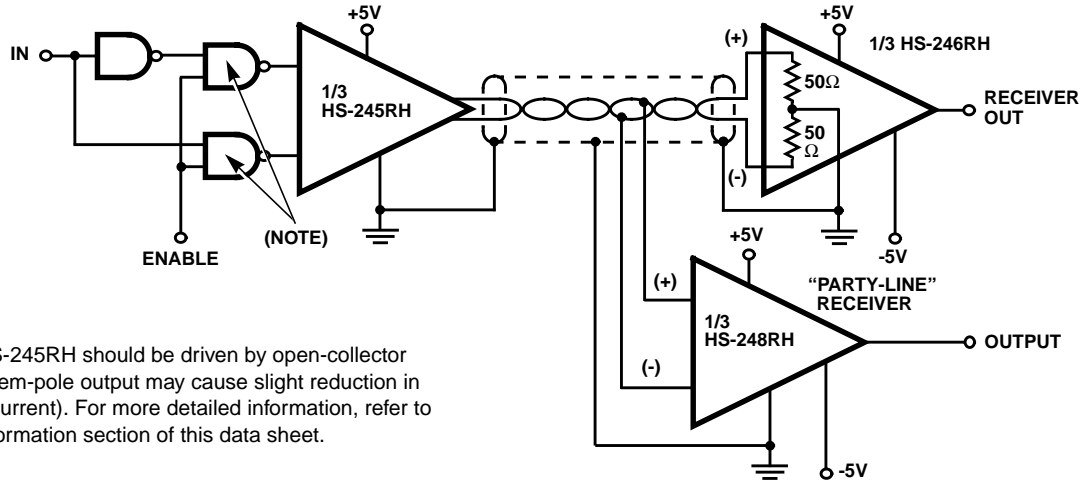 +5V
IN
1/3
HS-245RH
(NOTE)
ENABLE
+5V
1/3 HS-246RH
(+)
50Ω
50
Ω
(-)
RECEIVER
OUT
-5V
+5V
"PARTY-LINE"
RECEIVER
(+)
1/3
HS-248RH
(-)
OUTPUT
-5V
S-245RH should be driven by open-collector
em-pole output may cause slight reduction in
urrent). For more detailed information, refer to
ormation section of this data sheet.